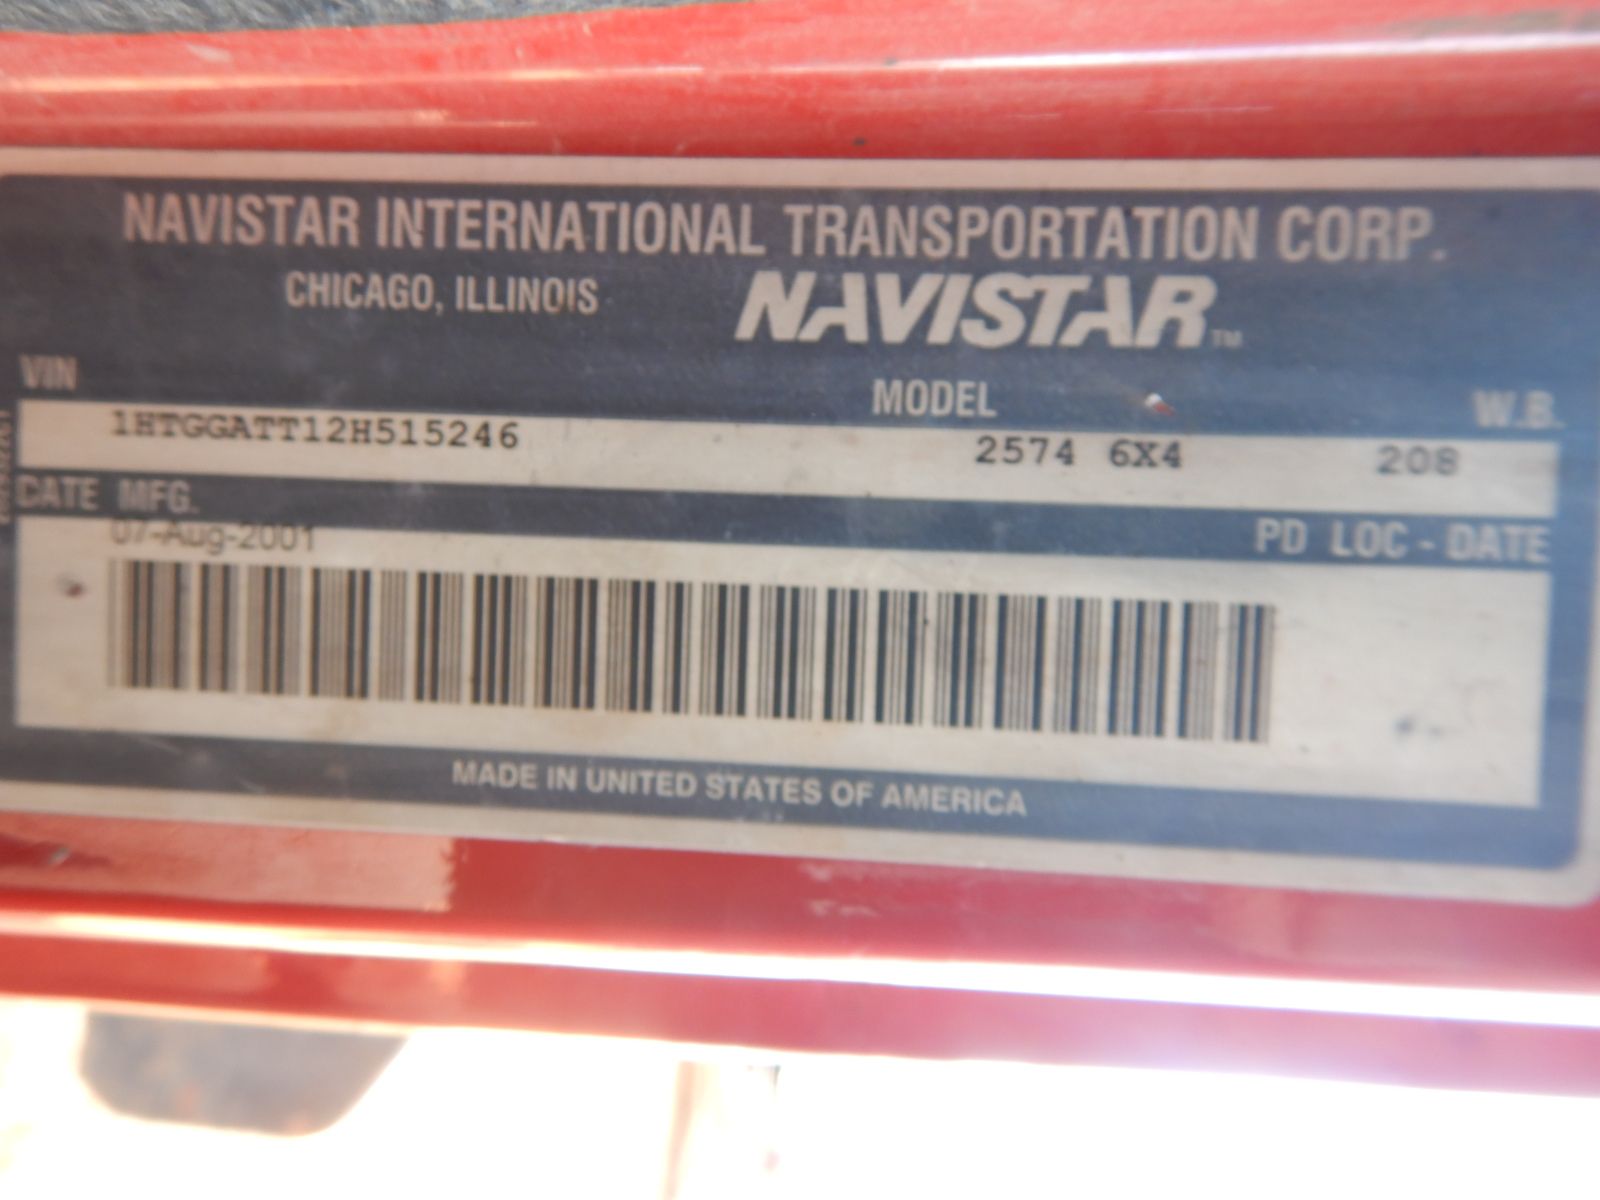 NAVISTAR INTERNATIONAL TRANSPORTATION CORP.
CHICAGO, ILLINOIS NAVISTAR TM
VIN MODEL W.B.
1HTGGATT12H515246 2574 6X4 208
DATE MFG. PD LOC - DATE
07-Aug-2001
MADE IN UNITED STATES OF AMERICA